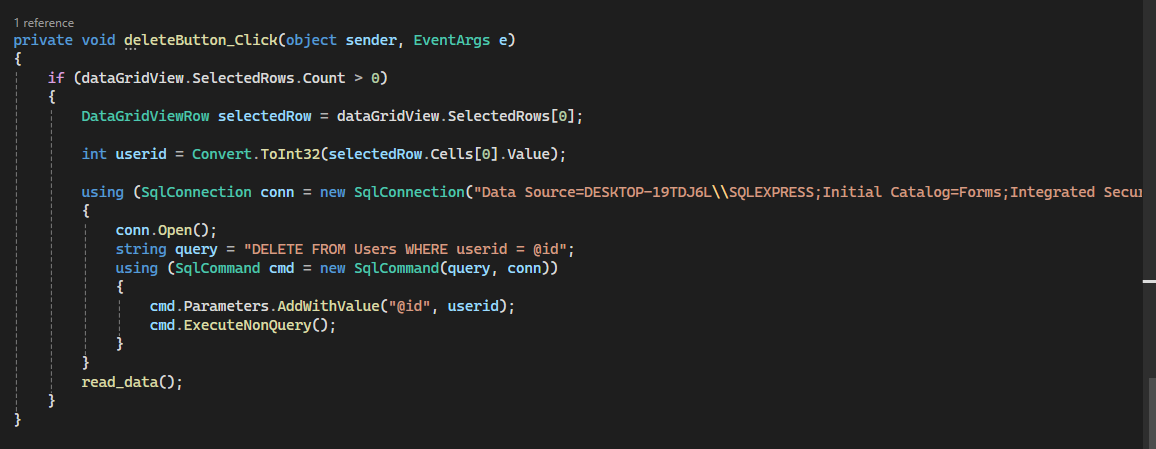 1 reference
private void deleteButton_Click(object sender, EventArgs e)
{
if (dataGridView.SelectedRows.Count > 0)
{
DataGridViewRow selectedRow = dataGridView.SelectedRows[0];
int userid = Convert.ToInt32(selectedRow.Cells[0].Value);
using (SqlConnection conn = new SqlConnection("Data Source=DESKTOP-19TDJ6L\\SQLEXPRESS;Initial Catalog=Forms;Integrated Secur
{
conn.Open();
string query = "DELETE FROM Users WHERE userid = @id";
using (SqlCommand cmd = new SqlCommand(query, conn))
{
cmd.Parameters.AddWithValue("@id", userid);
cmd.ExecuteNonQuery();
}
}
read_data();
}
}